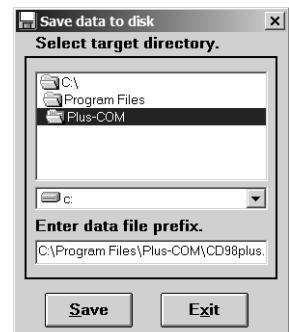 Save data to disk
Select target directory.
C:\
Program Files
Plus-COM
c:
Enter data file prefix.
C:\Program Files\Plus-COM\CD98plus.
Save
Exit